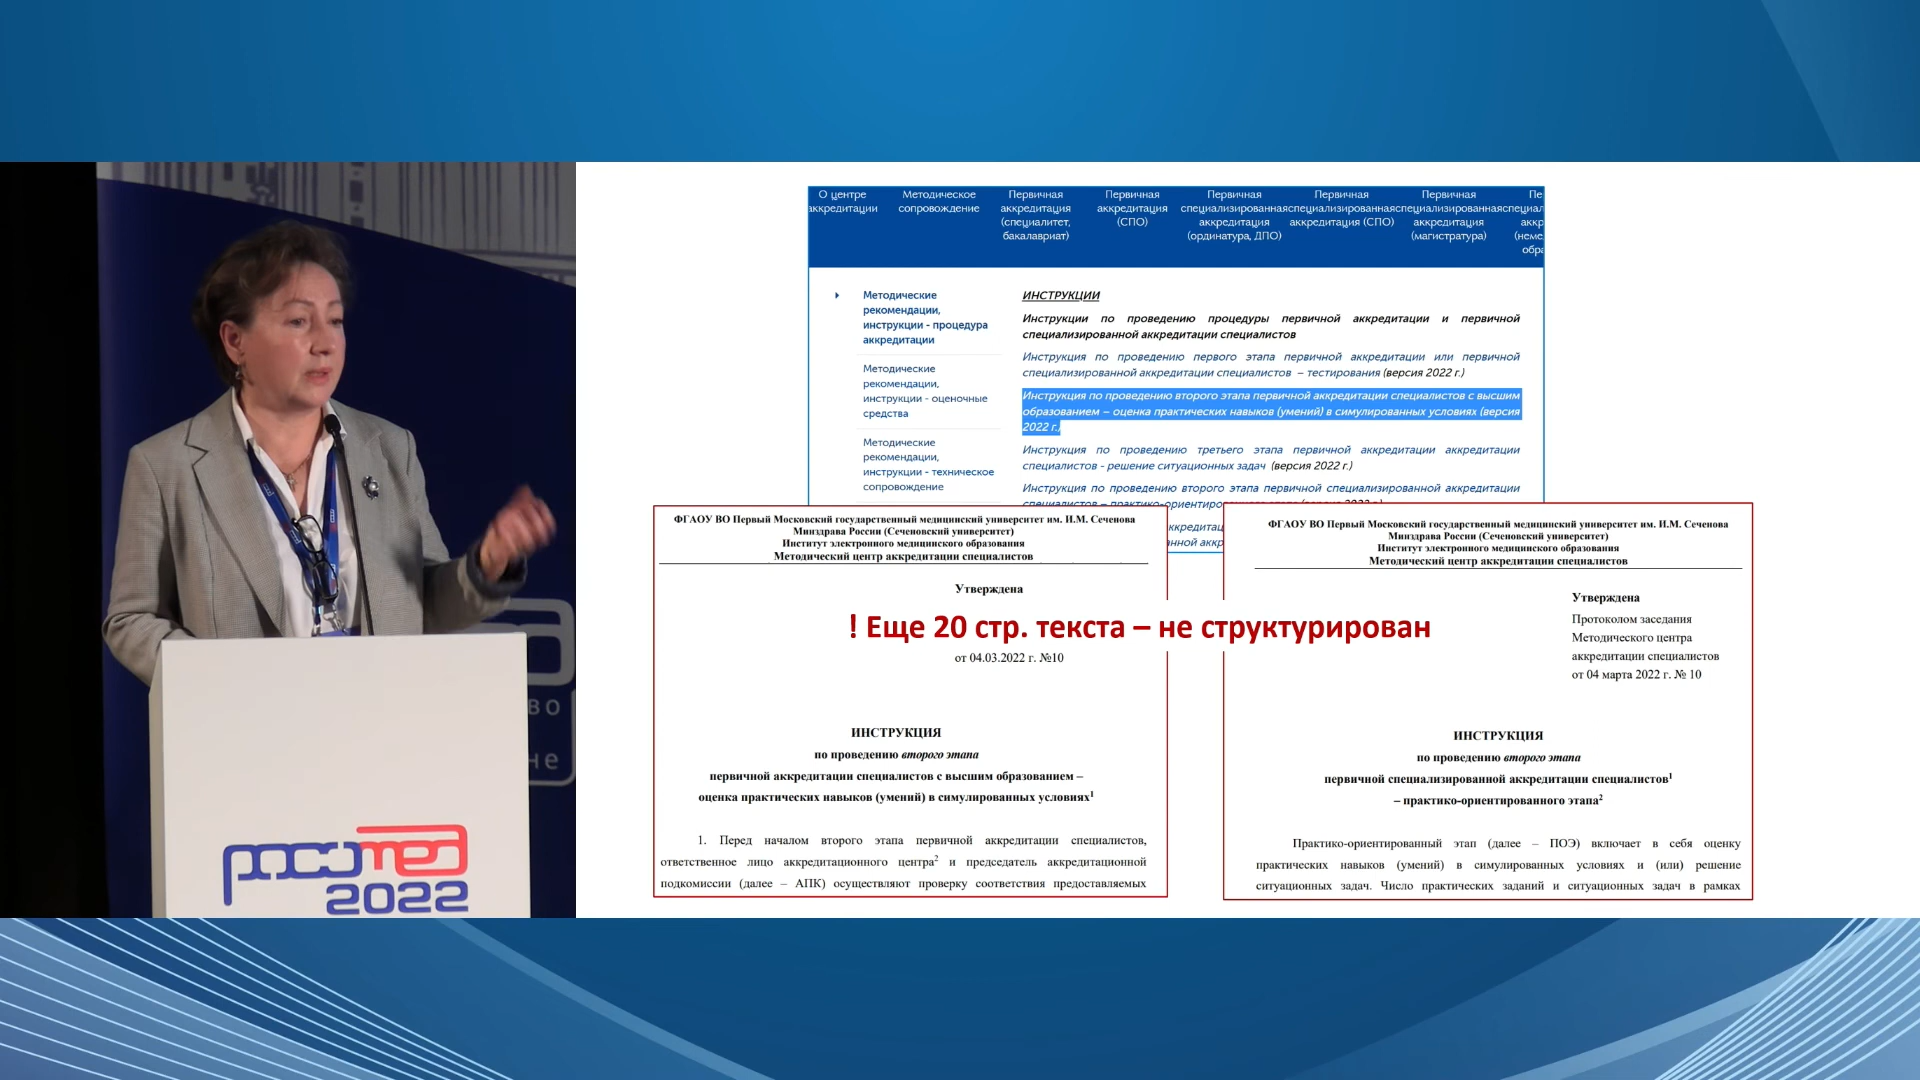 О центре
аккредитации
Методическое
сопровождение
Первичная
аккредитация
(специалитет,
бакалавриат)
Первичная
аккредитация
(СПО)
Первичная
специализированная
аккредитация
(ординатура, ДПО)
Первичная
специализированная
аккредитация (СПО)
Первичная
специализированная
аккредитация
(магистратура)
Методические
рекомендации,
инструкции - процедура
аккредитации
Методические
рекомендации,
инструкции - оценочные
средства
Методические
рекомендации,
инструкции - техническое
сопровождение
ИНСТРУКЦИИ
Инструкции по проведению процедуры первичной аккредитации и первичной
специализированной аккредитации специалистов
Инструкция по проведению первого этапа первичной аккредитации или первичной
специализированной аккредитации специалистов – тестирования (версия 2022 г.)
Инструкция по проведению второго этапа первичной аккредитации специалистов с высшим
образованием – оценка практических навыков (умений) в симулированных условиях (версия
2022 г.)
Инструкция по проведению третьего этапа первичной аккредитации аккредитации
специалистов - решение ситуационных задач (версия 2022 г.)
Инструкция по проведению второго этапа первичной специализированной аккредитации
ФГАОУ ВО Первый Московский государственный медицинский университет им. И.М. Сеченова
Минздрава России (Сеченовский университет)
Институт электронного медицинского образования
Методический центр аккредитации специалистов
Утверждена
от 04.03.2022 г. №10
ИНСТРУКЦИЯ
по проведению второго этапа
первичной аккредитации специалистов с высшим образованием –
оценка практических навыков (умений) в симулированных условиях¹
1. Перед началом второго этапа первичной аккредитации специалистов,
ответственное лицо аккредитационного центра² и председатель аккредитационной
подкомиссии (далее – АПК) осуществляют проверку соответствия предоставляемых
! Еще 20 стр. текста – не структурирован
ФГАОУ ВО Первый Московский государственный медицинский университет им. И.М. Сеченова
Минздрава России (Сеченовский университет)
Институт электронного медицинского образования
Методический центр аккредитации специалистов
Утверждена
Протоколом заседания
Методического центра
аккредитации специалистов
от 04 марта 2022 г. № 10
ИНСТРУКЦИЯ
по проведению второго этапа
первичной специализированной аккредитации специалистов¹
– практико-ориентированного этапа²
Практико-ориентированный этап (далее – ПОЭ) включает в себя оценку
практических навыков (умений) в симулированных условиях и (или) решение
ситуационных задач. Число практических заданий и ситуационных задач в рамках
росомед
2022